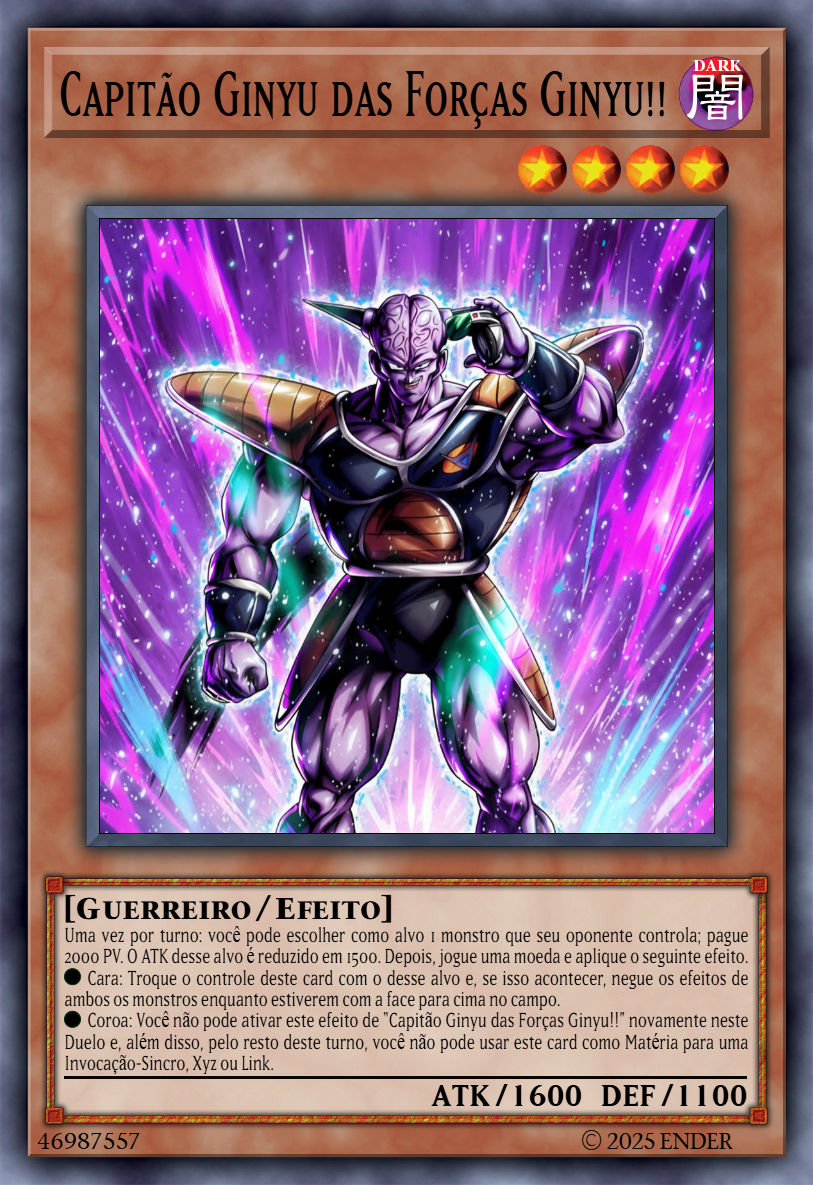 Capitão Ginyu das Forças Ginyu!!
DARK
闇
[Guerreiro/Efeito]
Uma vez por turno: você pode escolher como alvo 1 monstro que seu oponente controla; pague
2000 PV. O ATK desse alvo é reduzido em 1500. Depois, jogue uma moeda e aplique o seguinte efeito.
● Cara: Troque o controle deste card com o desse alvo e, se isso acontecer, negue os efeitos de
ambos os monstros enquanto estiverem com a face para cima no campo.
● Coroa: Você não pode ativar este efeito de "Capitão Ginyu das Forças Ginyu!!" novamente neste
Duelo e, além disso, pelo resto deste turno, você não pode usar este card como Matéria para uma
Invocação-Sincro, Xyz ou Link.
ATK/1600 DEF/1100
46987557 © 2025 ENDER